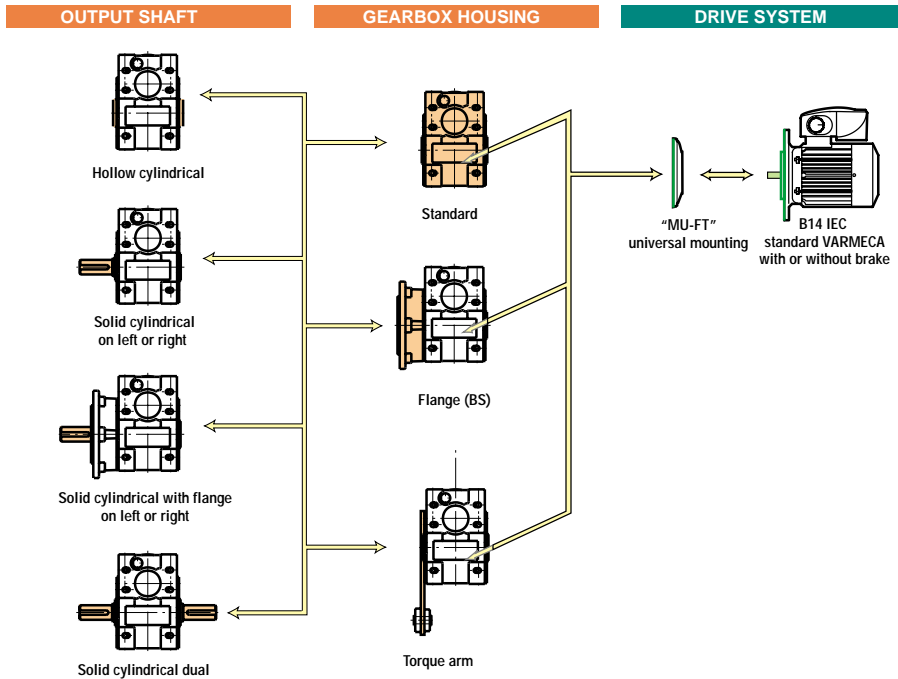 OUTPUT SHAFT
GEARBOX HOUSING
DRIVE SYSTEM
Hollow cylindrical
Solid cylindrical
on left or right
Solid cylindrical with flange
on left or right
Solid cylindrical dual
Standard
Flange (BS)
Torque arm
“MU-FT”
universal mounting
B14 IEC
standard VARMECA
with or without brake